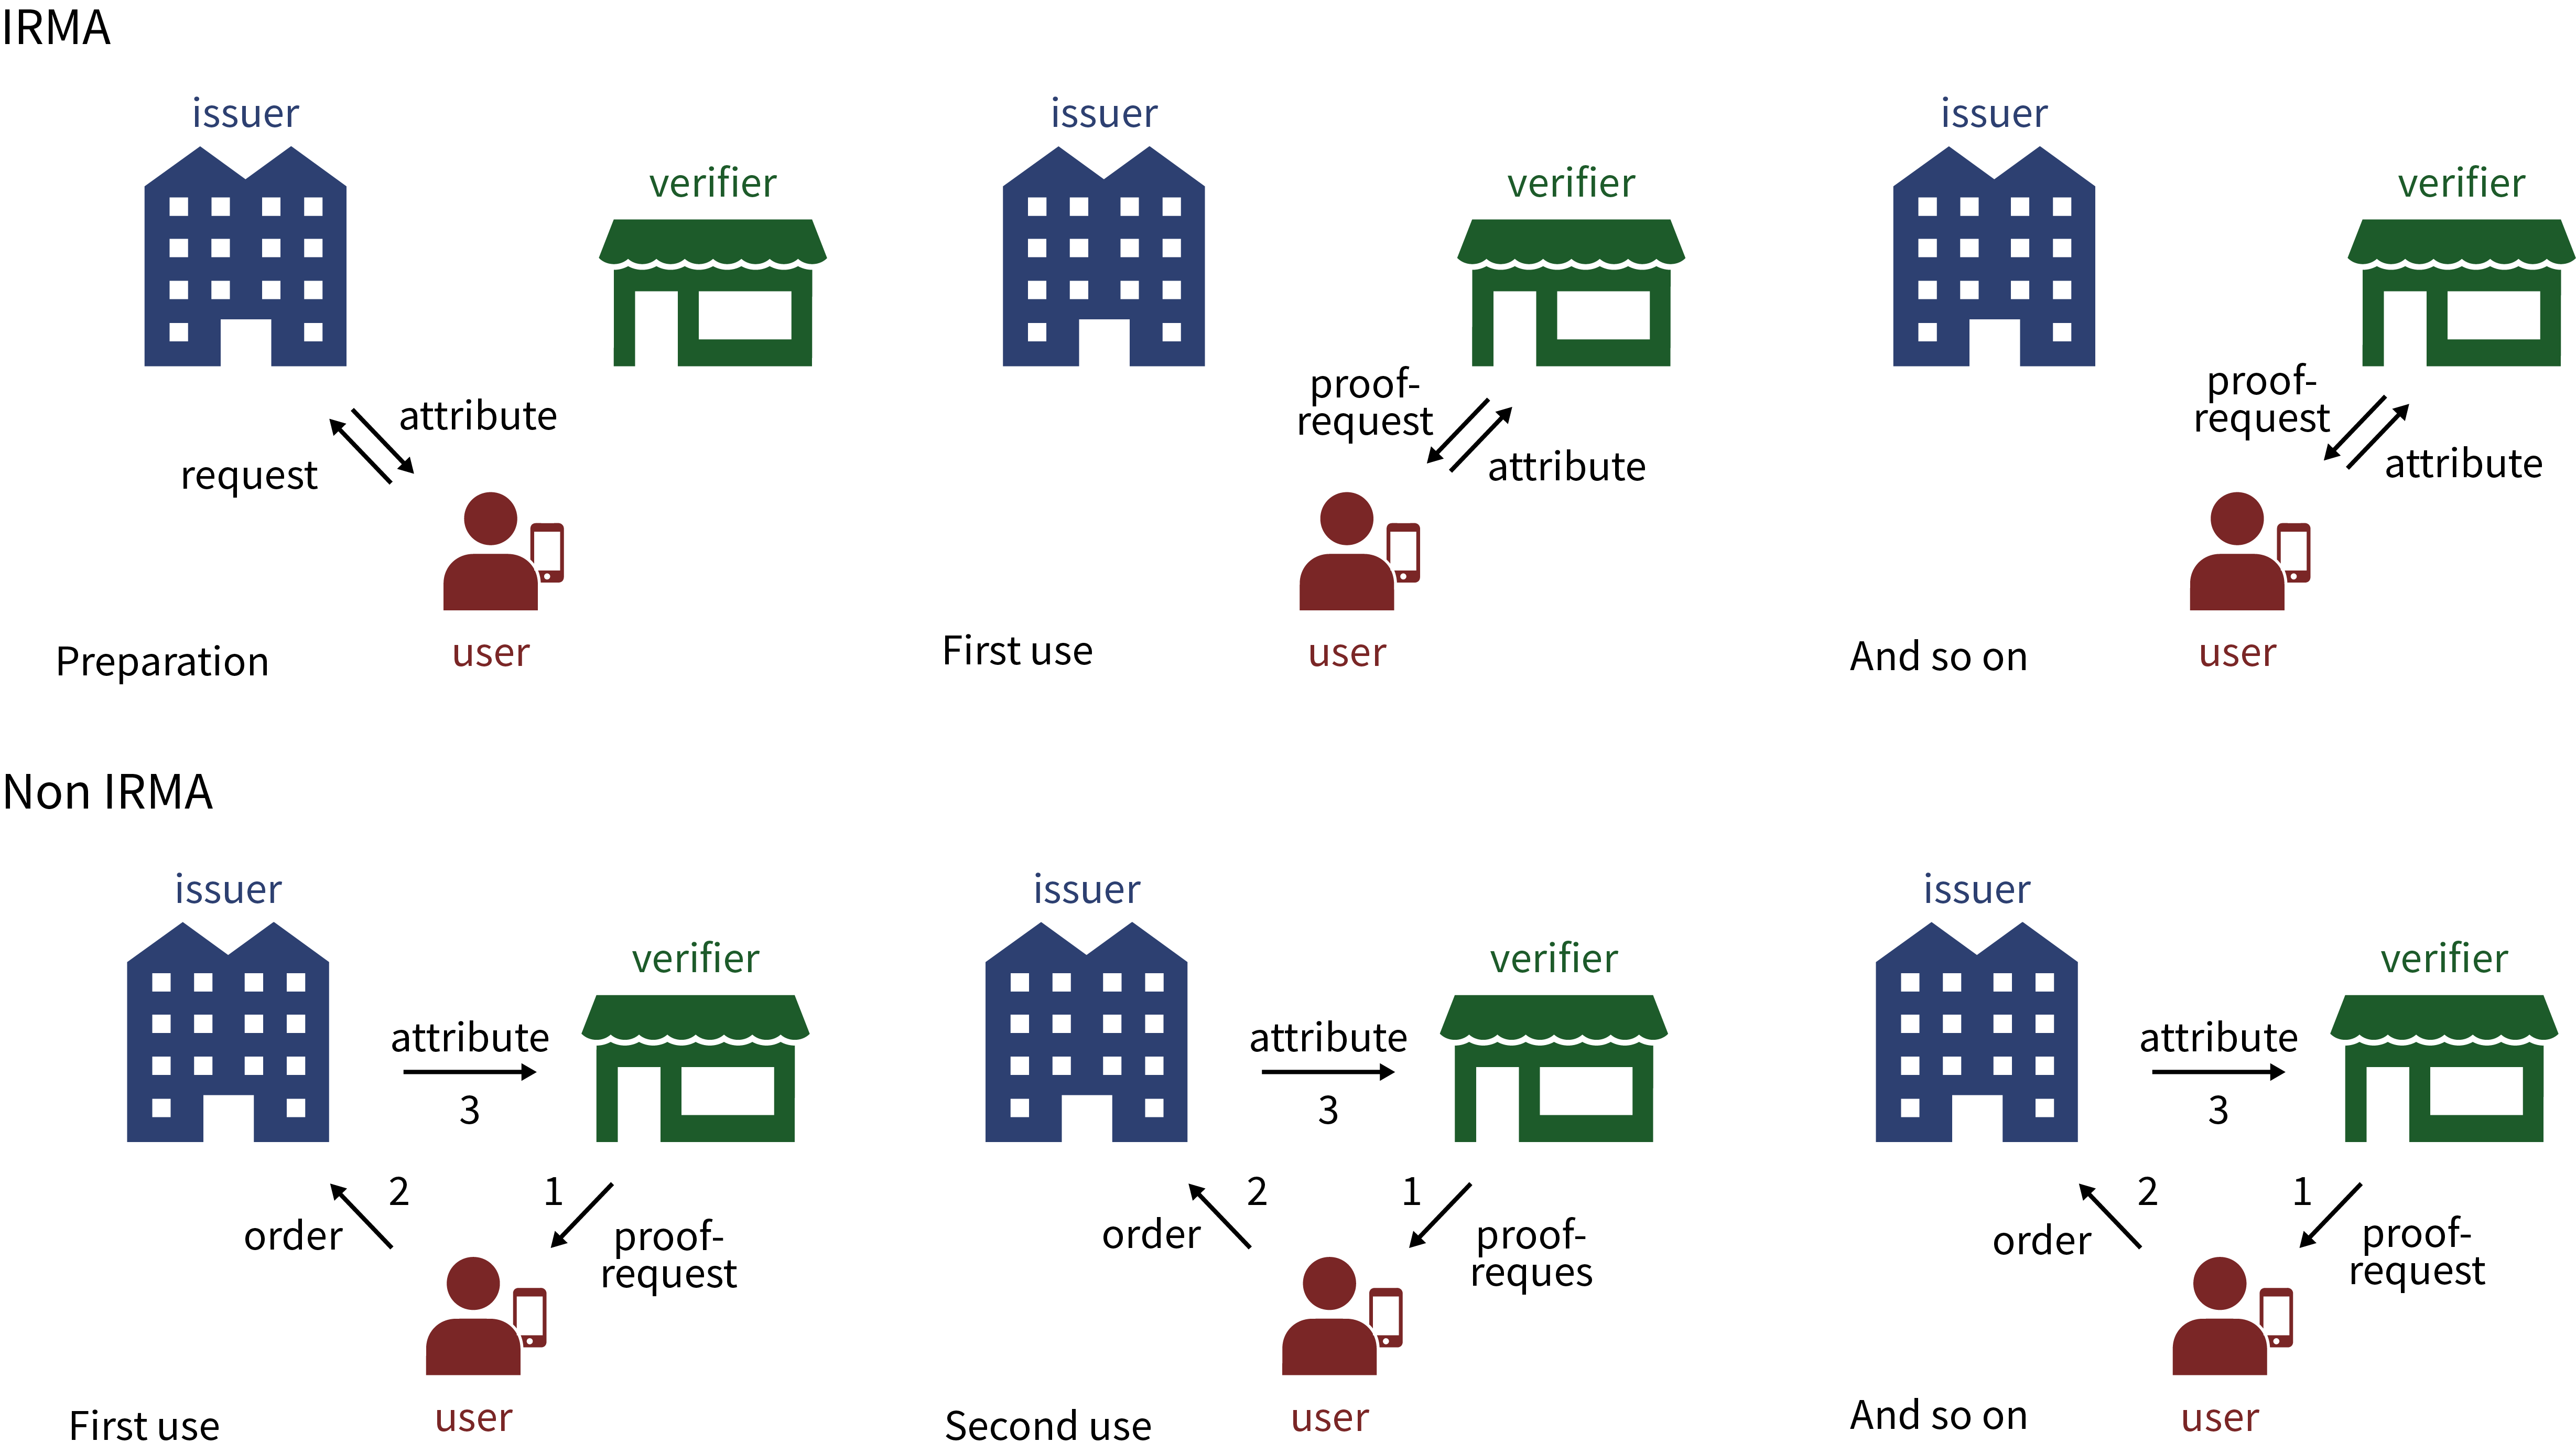 IRMA
issuer
verifier
attribute
request
user
Preparation
issuer
verifier
proof-
request
attribute
user
First use
issuer
verifier
proof-
request
attribute
user
And so on
Non IRMA
issuer
verifier
attribute
3
2
1
order
proof-
request
user
First use
issuer
verifier
attribute
3
2
1
order
proof-
reques
user
Second use
issuer
verifier
attribute
3
2
1
order
proof-
request
user
And so on